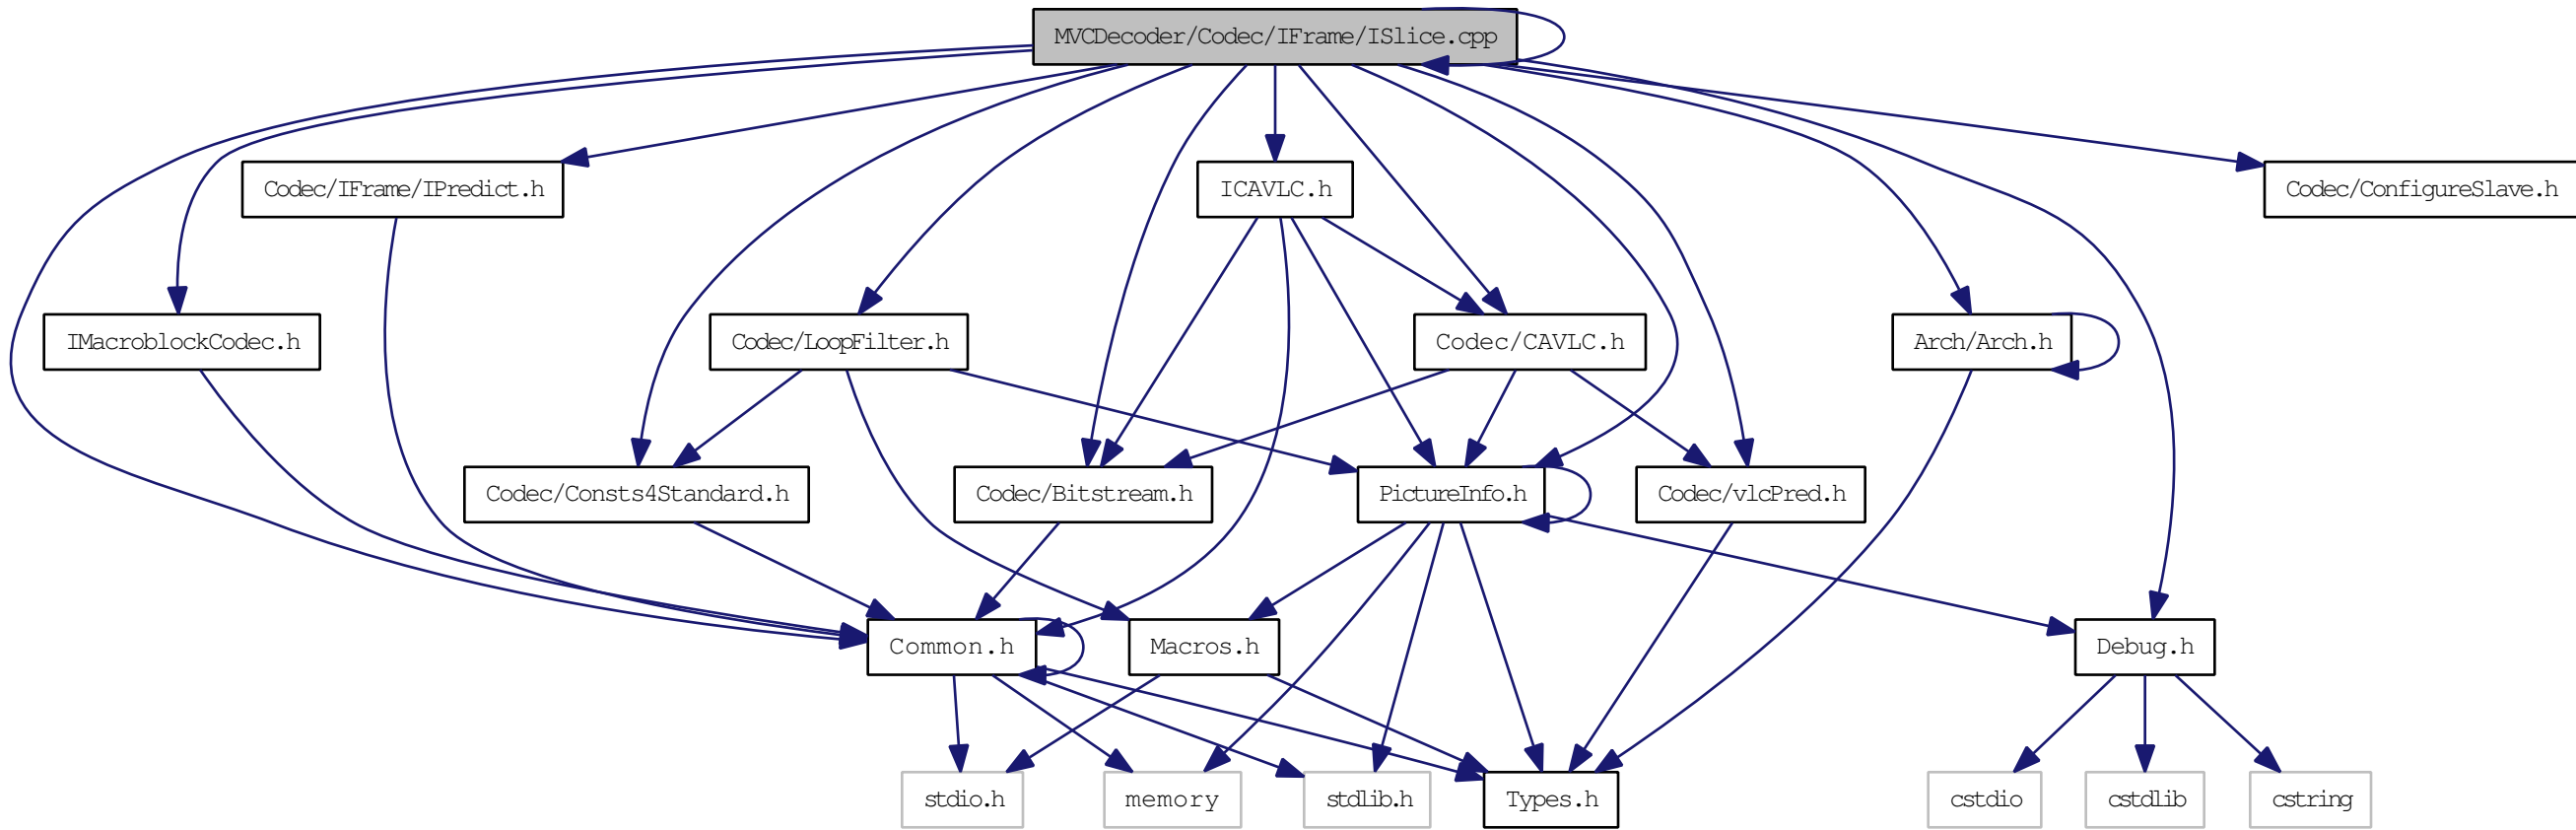 MVCDecoder/Codec/IFrame/ISlice.cpp
Codec/IFrame/IPredict.h
ICAVLC.h
Codec/ConfigureSlave.h
IMacroblockCodec.h
Codec/LoopFilter.h
Codec/CAVLC.h
Arch/Arch.h
Codec/Consts4Standard.h
Codec/Bitstream.h
PictureInfo.h
Codec/vlcPred.h
Common.h
Macros.h
Debug.h
stdio.h
memory
stdlib.h
Types.h
cstdio
cstdlib
cstring